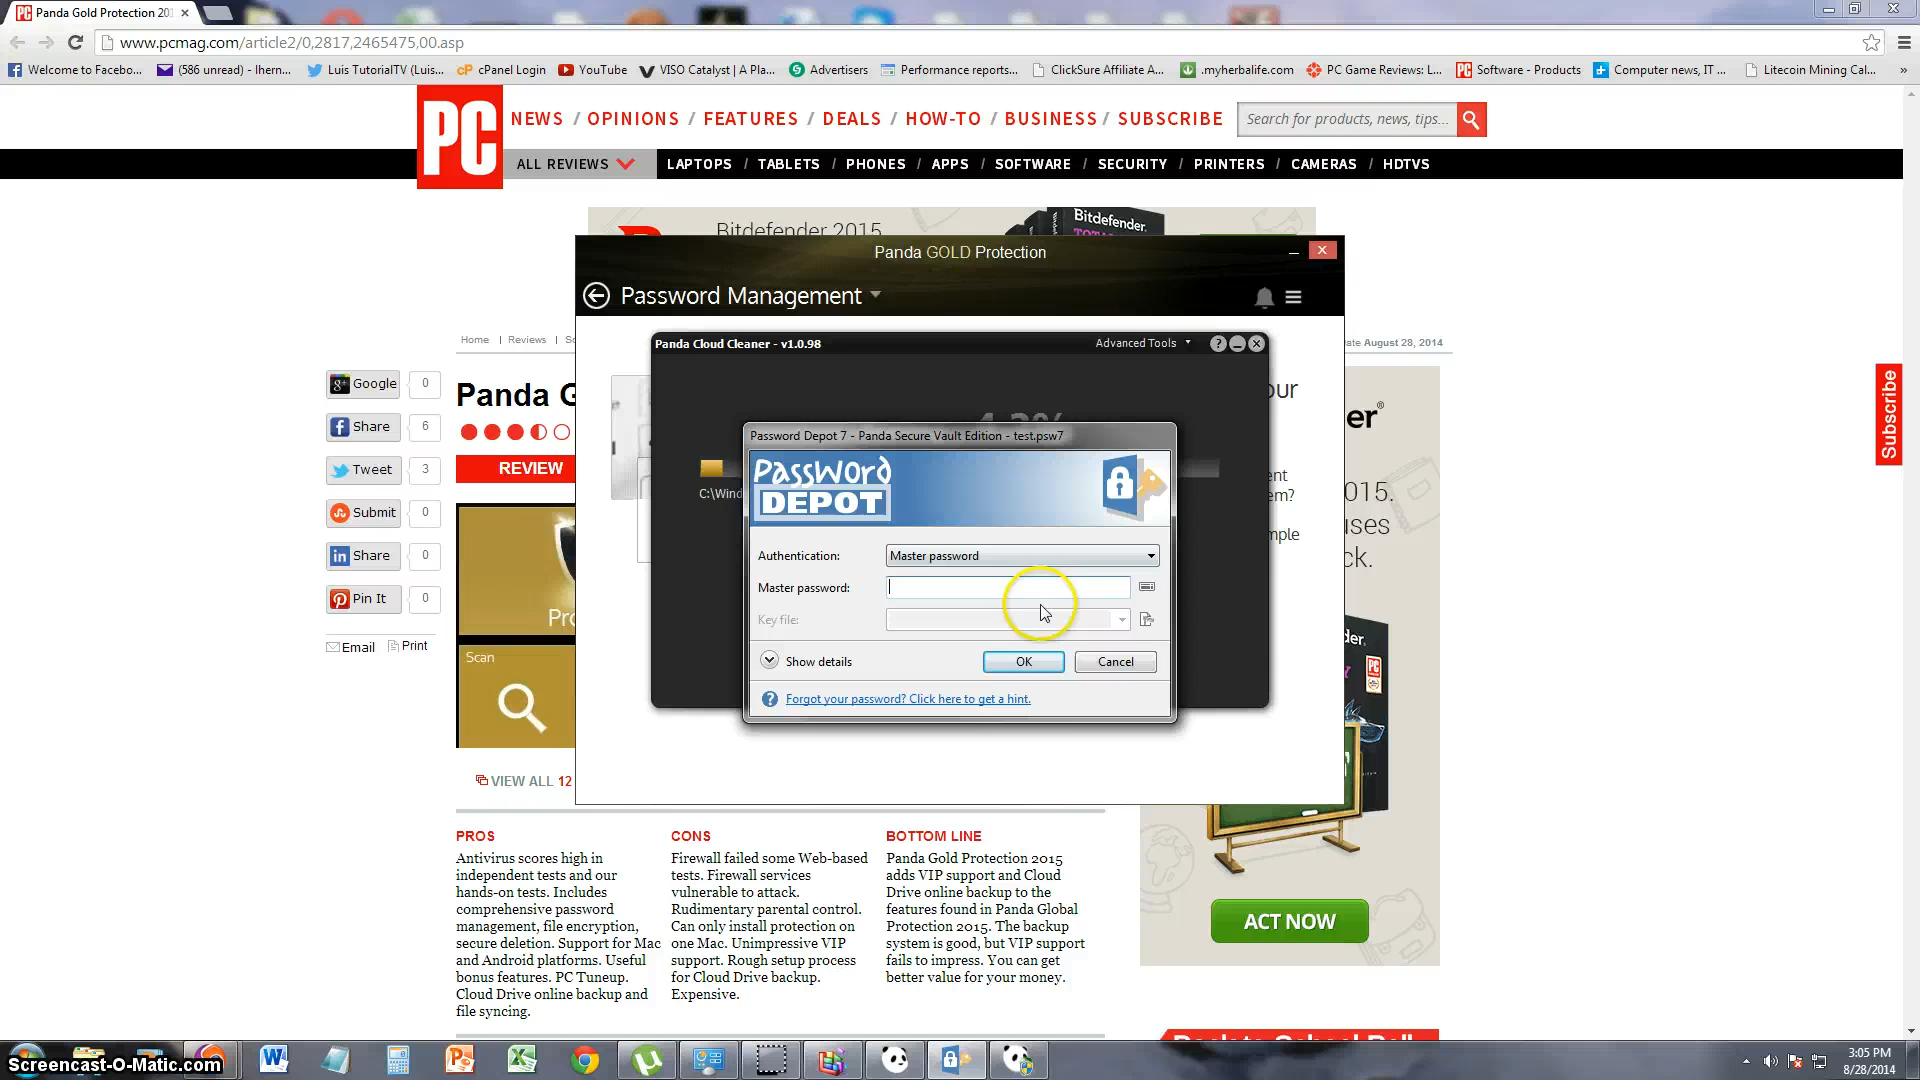 Panda Gold Protection 201
www.pcmag.com/article2/0,2817,2465475,00.asp
Welcome to Facebo...
(586 unread) - lhern...
Luis TutorialTV (Luis...
cPanel Login
YouTube
VISO Catalyst | A Pla...
Advertisers
Performance reports...
ClickSure Affiliate A...
.myherbalife.com
PC Game Reviews: L...
Software - Products
Computer news, IT ...
Litecoin Mining Cal...
»
PC
NEWS / OPINIONS / FEATURES / DEALS / HOW-TO / BUSINESS / SUBSCRIBE
Search for products, news, tips...
ALL REVIEWS
LAPTOPS / TABLETS / PHONES / APPS / SOFTWARE / SECURITY / PRINTERS / CAMERAS / HDTVS
Bitdefender 2015
Bitdefender
Panda GOLD Protection
Password Management
Home | Reviews |
ate August 28, 2014
Panda Cloud Cleaner - v1.0.98
Advanced Tools
Google 0
Share 6
Tweet 3
Submit 0
Share 0
Pin It 0
Email
Print
Panda G
REVIEW
Pro
Scan
VIEW ALL 12
C:\Wind
Password Depot 7 - Panda Secure Vault Edition - test.psw7
PassWord
DEPOT
Authentication:
Master password
Master password:
Key file:
Show details
OK
Cancel
Forgot your password? Click here to get a hint.
our
ent
em?
mple
er®
015.
uses
ck.
Subscribe
PC
ACT NOW
PROS
Antivirus scores high in
independent tests and our
hands-on tests. Includes
comprehensive password
management, file encryption,
secure deletion. Support for Mac
and Android platforms. Useful
bonus features. PC Tuneup.
Cloud Drive online backup and
file syncing.
CONS
Firewall failed some Web-based
tests. Firewall services
vulnerable to attack.
Rudimentary parental control.
Can only install protection on
one Mac. Unimpressive VIP
support. Rough setup process
for Cloud Drive backup.
Expensive.
BOTTOM LINE
Panda Gold Protection 2015
adds VIP support and Cloud
Drive online backup to the
features found in Panda Global
Protection 2015. The backup
system is good, but VIP support
fails to impress. You can get
better value for your money.
Screencast-O-Matic.com
3:05 PM
8/28/2014